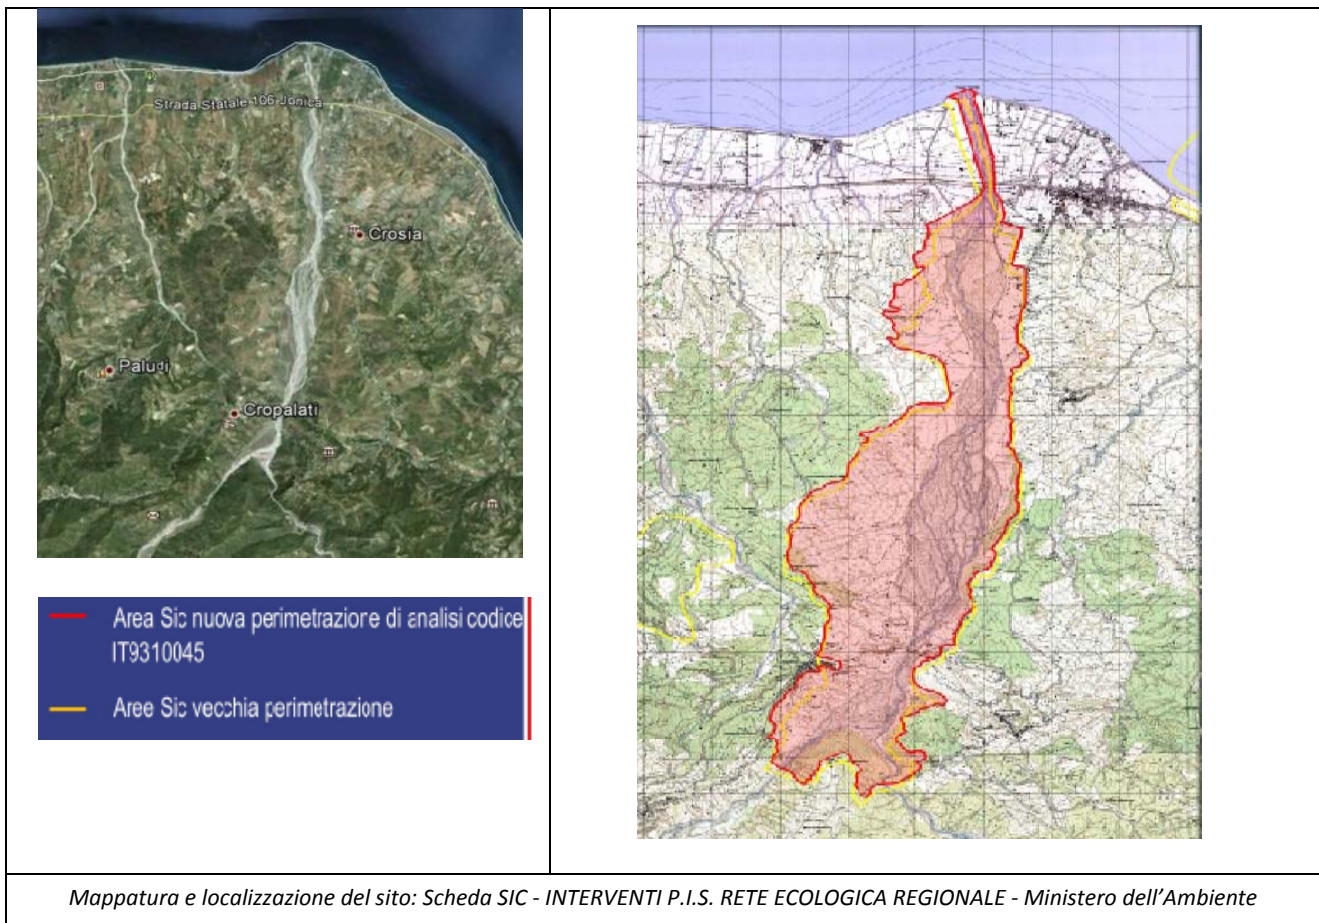 Strada Statale 106 Jonica
Crosia
Paludi
Cropalati
Area Sic nuova perimetrazione di analisi codice
IT9310045
Aree Sic vecchia perimetrazione
Mappatura e localizzazione del sito: Scheda SIC - INTERVENTI P.I.S. RETE ECOLOGICA REGIONALE - Ministero dell'Ambiente